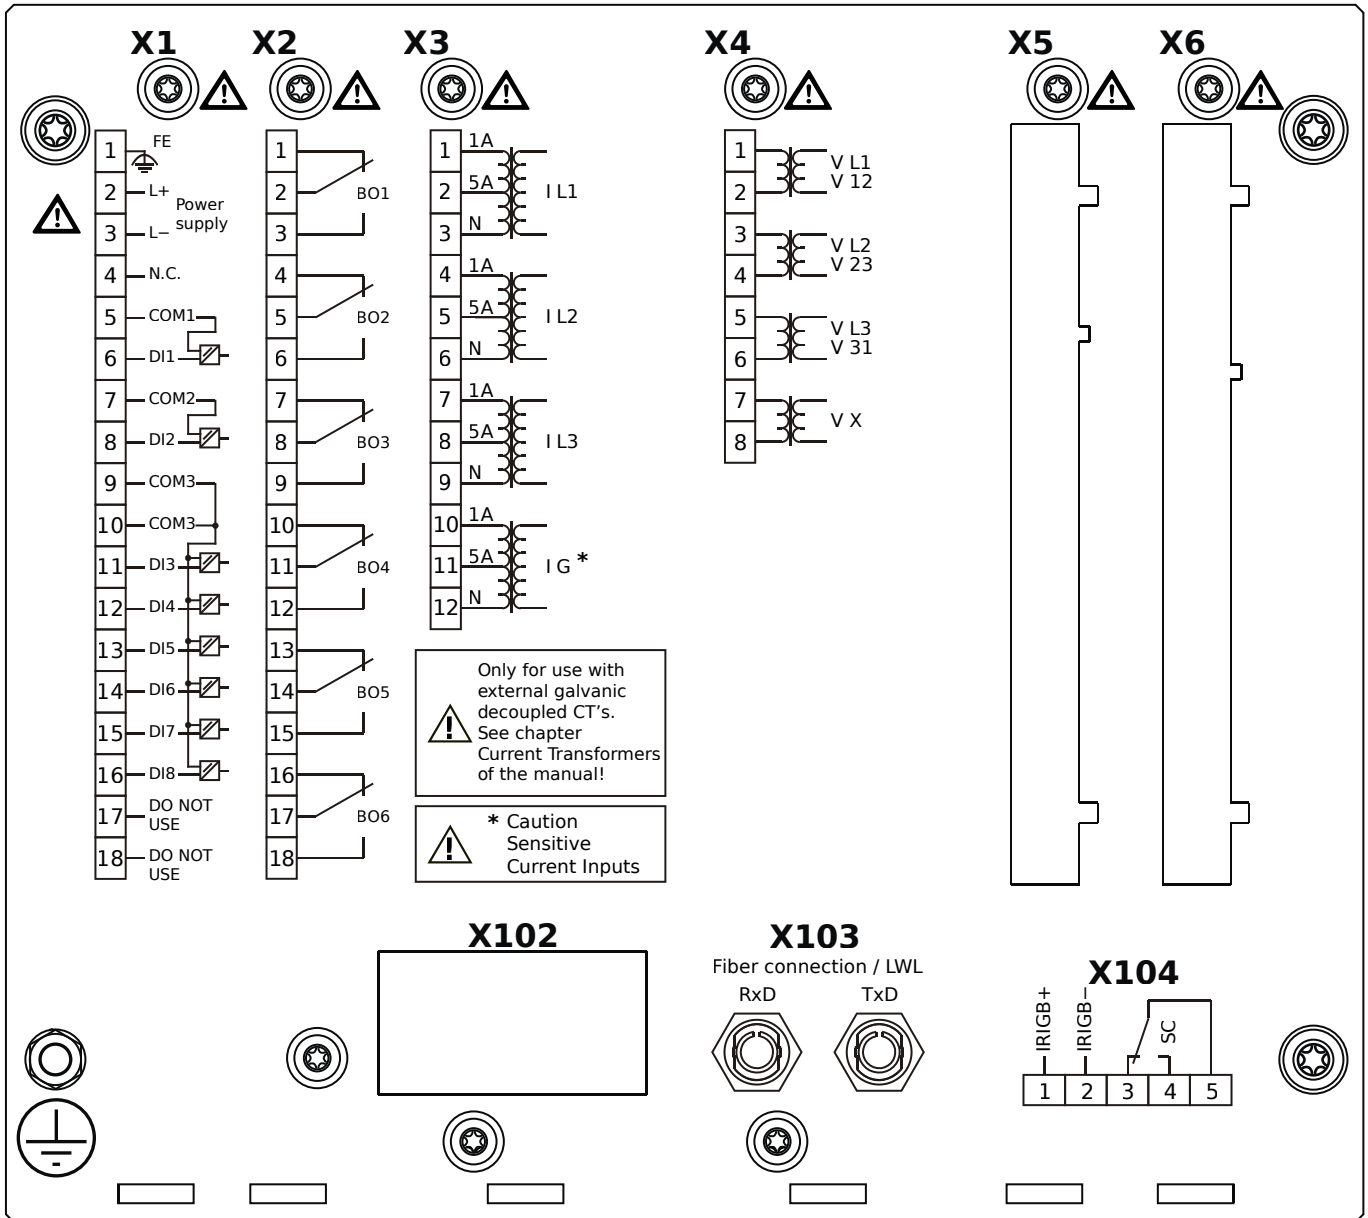 X1
X2
X3
X4
X5
X6
1 FE
2 L+
Power
supply
3 L−
4 N.C.
5 COM1
6 DI1
7 COM2
8 DI2
9 COM3
10 COM3
11 DI3
12 DI4
13 DI5
14 DI6
15 DI7
16 DI8
17 DO NOT
USE
18 DO NOT
USE
1
2 BO1
3
4
5 BO2
6
7
8 BO3
9
10
11 BO4
12
13
14 BO5
15
16
17 BO6
18
1 1A
2 5A I L1
3 N
4 1A
5 5A I L2
6 N
7 1A
8 5A I L3
9 N
10 1A
11 5A I G *
12 N
Only for use with
external galvanic
decoupled CT's.
See chapter
Current Transformers
of the manual!
* Caution
Sensitive
Current Inputs
1 V L1
2 V 12
3 V L2
4 V 23
5 V L3
6 V 31
7 V X
8
X102
X103
Fiber connection / LWL
RxD TxD
X104
IRIGB+
IRIGB−
SC
1 2 3 4 5